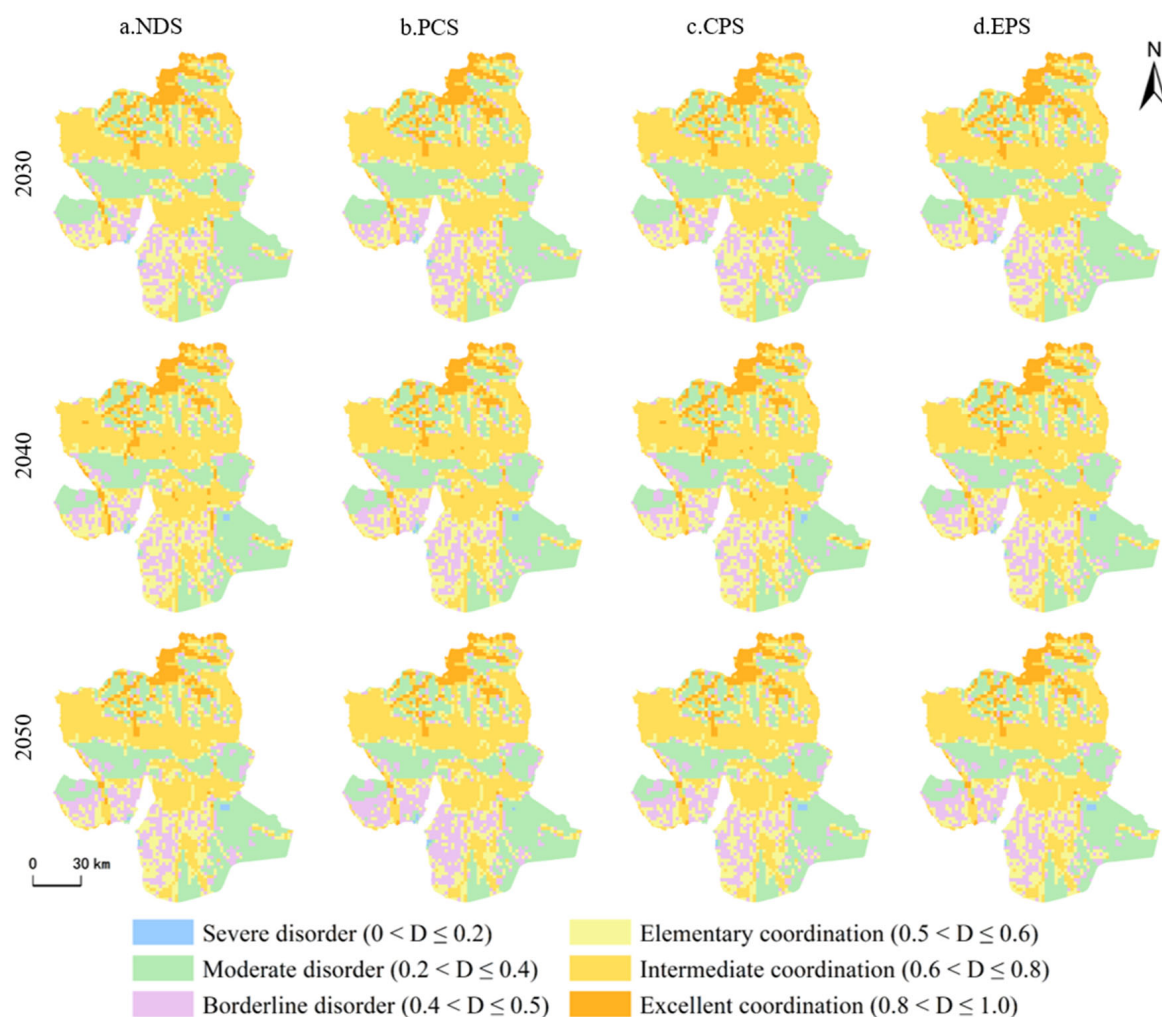 a.NDS b.PCS c.CPS d.EPS
N
2030
2040
2050
0 30 km
Severe disorder (0 < D ≤ 0.2)
Moderate disorder (0.2 < D ≤ 0.4)
Borderline disorder (0.4 < D ≤ 0.5)
Elementary coordination (0.5 < D ≤ 0.6)
Intermediate coordination (0.6 < D ≤ 0.8)
Excellent coordination (0.8 < D ≤ 1.0)